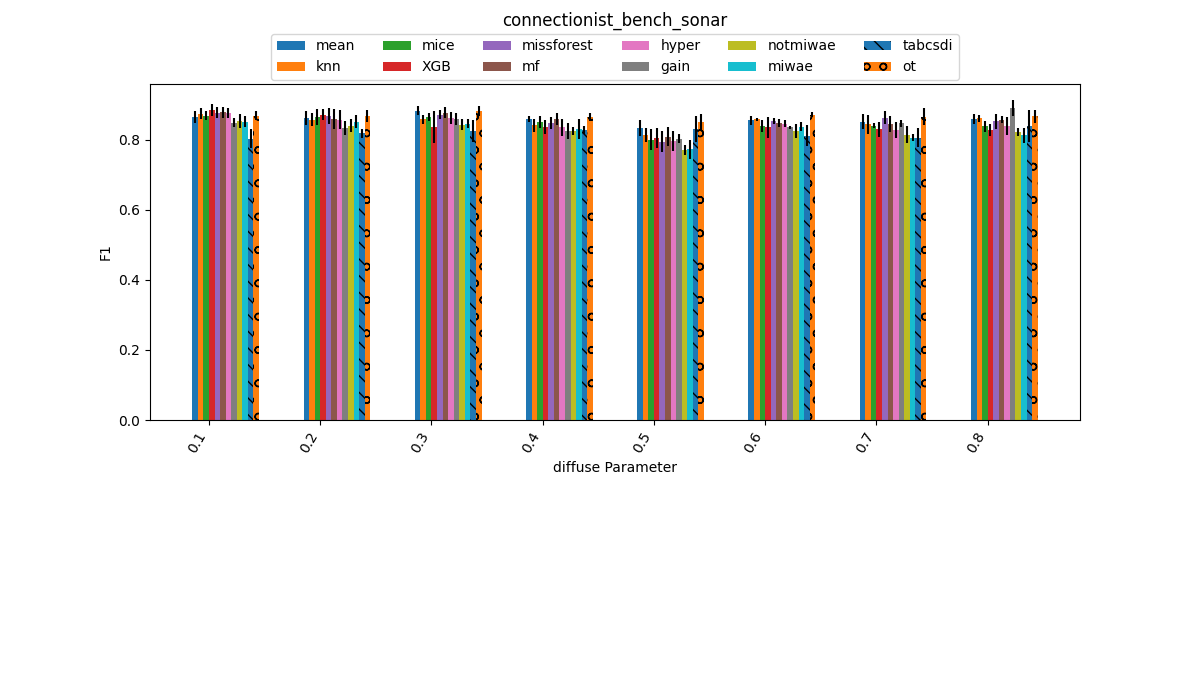 connectionist_bench_sonar
mean mice missforest hyper notmiwae tabcsdi
knn XGB mf gain miwae ot
F1
0.8
0.6
0.4
0.2
0.0
0.1 0.2 0.3 0.4 0.5 0.6 0.7 0.8
diffuse Parameter